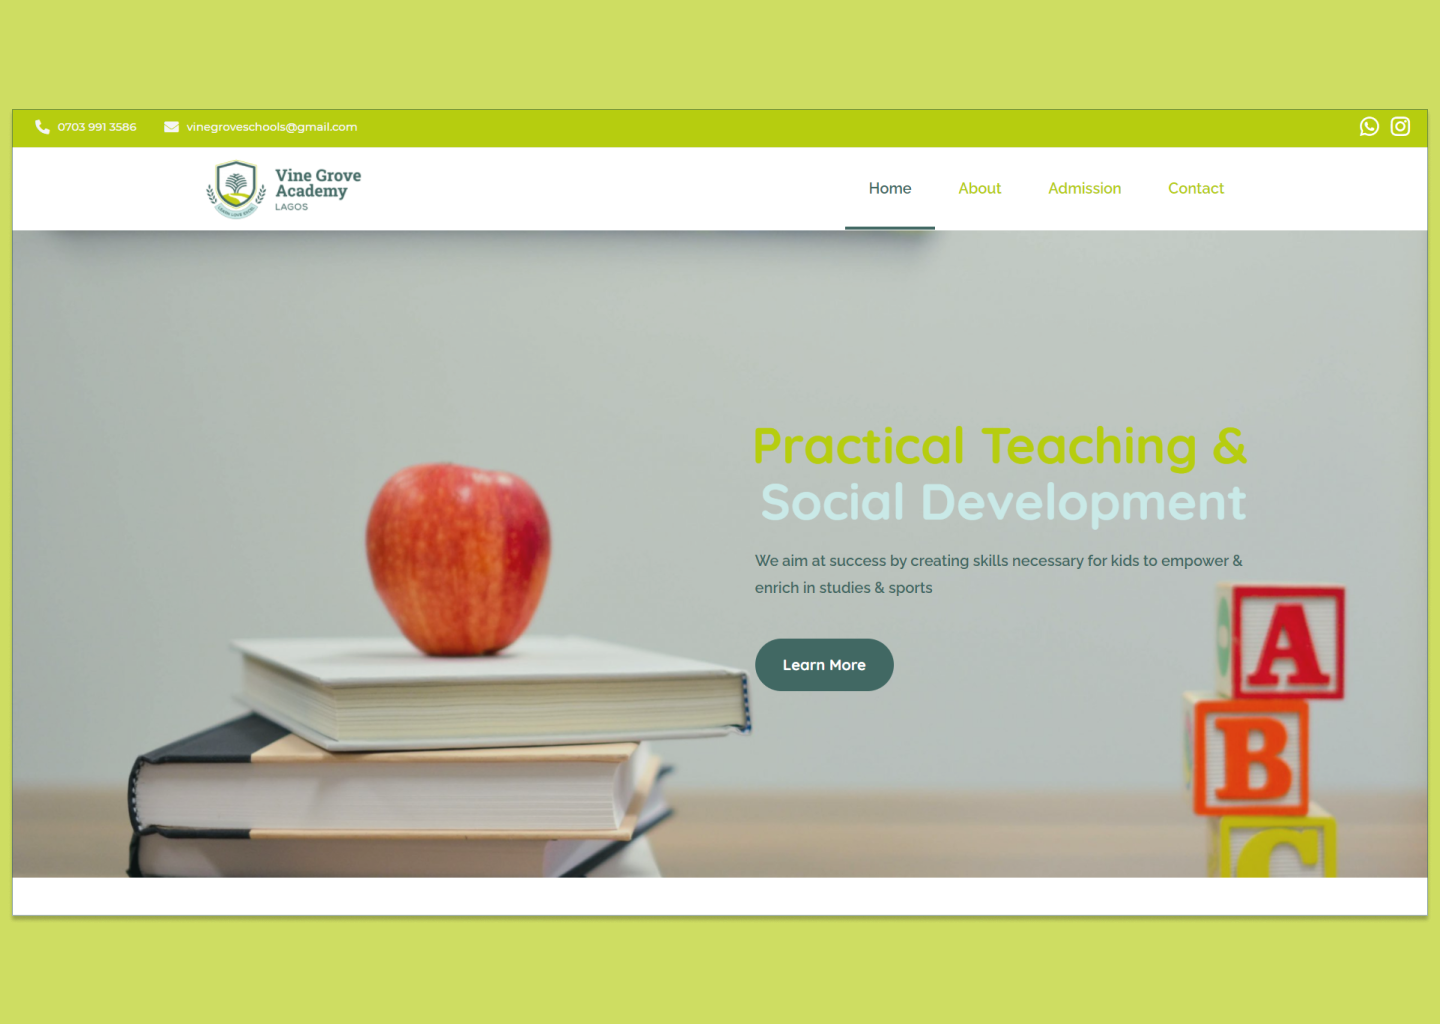 0703 991 3586
vinegroveschools@gmail.com
Vine Grove
Academy
LAGOS
Home
About
Admission
Contact
Practical Teaching &
Social Development
We aim at success by creating skills necessary for kids to empower &
enrich in studies & sports
Learn More
A
B
C